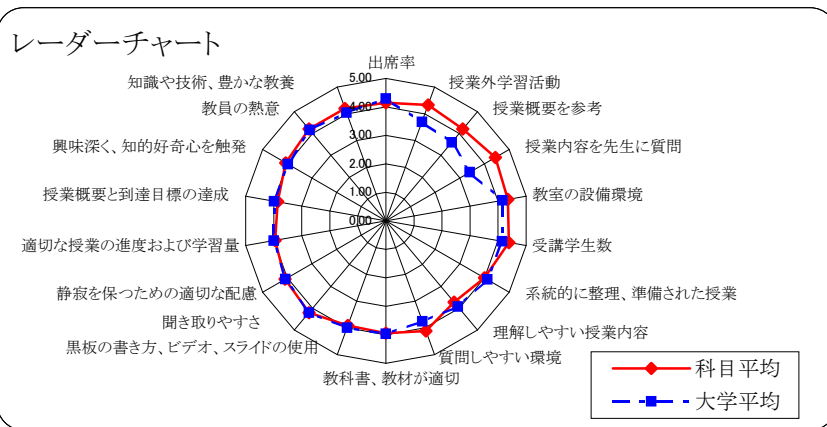 レーダーチャート
出席率
授業外学習活動
授業概要を参考
授業内容を先生に質問
教室の設備環境
受講学生数
系統的に整理、準備された授業
理解しやすい授業内容
質問しやすい環境
教科書、教材が適切
黒板の書き方、ビデオ、スライドの使用
聞き取りやすさ
静寂を保つための適切な配慮
適切な授業の進度および学習量
授業概要と到達目標の達成
興味深く、知的好奇心を触発
教員の熱意
知識や技術、豊かな教養
5.00
4.00
3.00
2.00
1.00
0.00
科目平均
大学平均